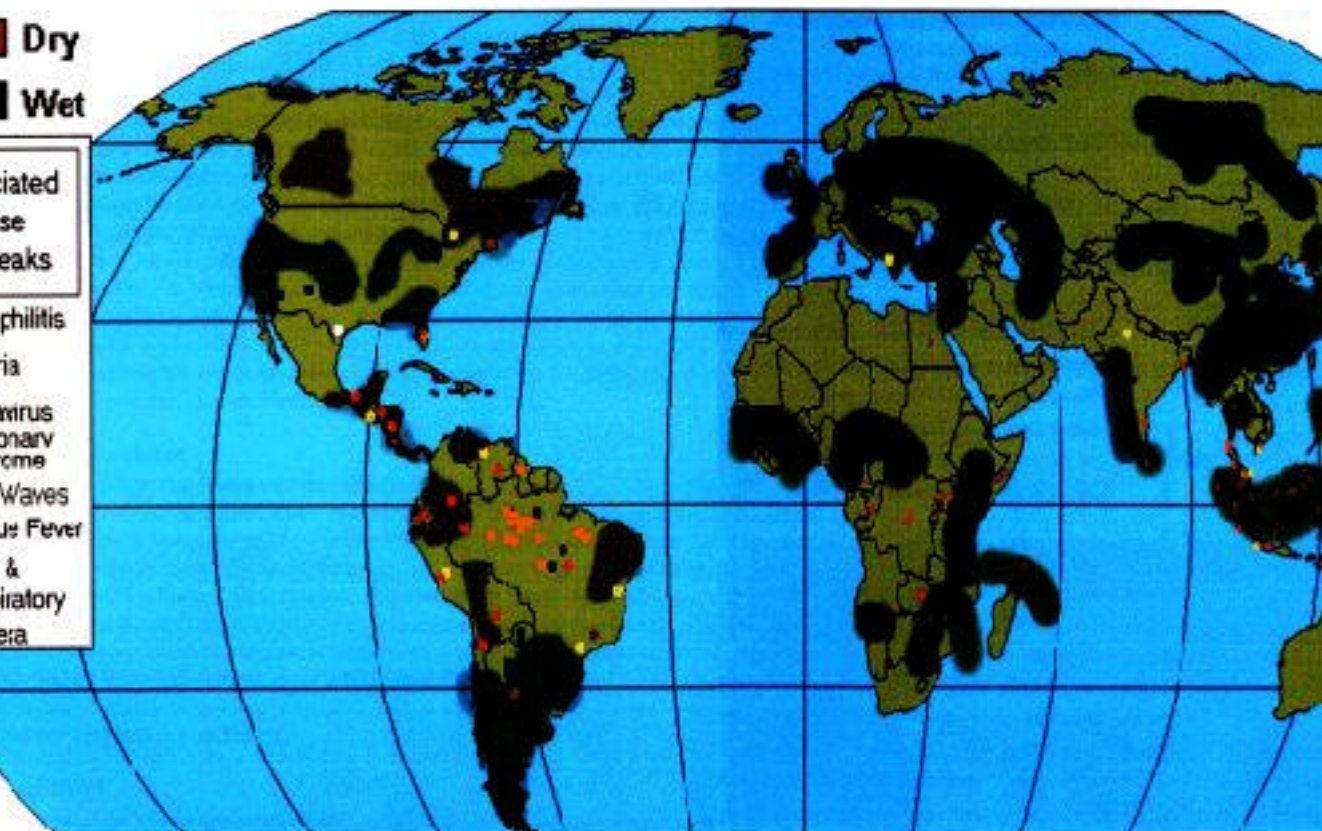 Dry
Wet
ciated
se
eaks
philitis
ria
avirus
onary
rome
Waves
ue Fever
&
iratory
era